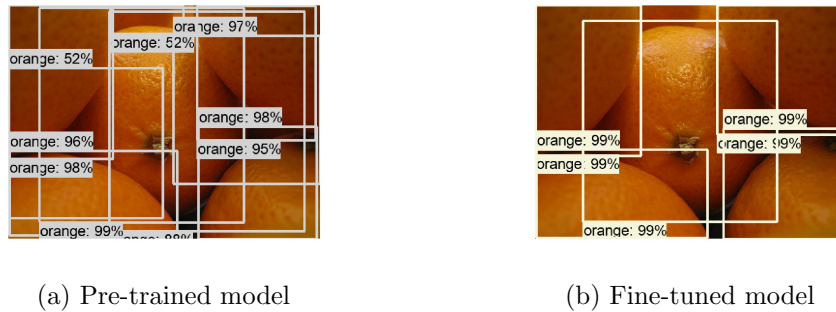 orange: 97%
orange: 52%
orange: 52%
orange: 98%
orange: 96%
orange: 95%
orange: 98%
orange: 99%
orange: 88%
orange: 99%
orange: 99%
orange: 99%
orange: 99%
orange: 99%
(a) Pre-trained model
(b) Fine-tuned model